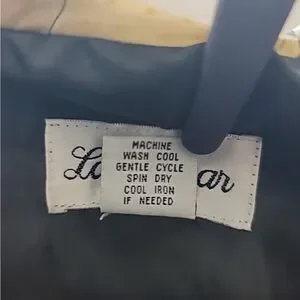 MACHINE
WASH COOL
GENTLE CYCLE
SPIN DRY
COOL IRON
IF NEEDED